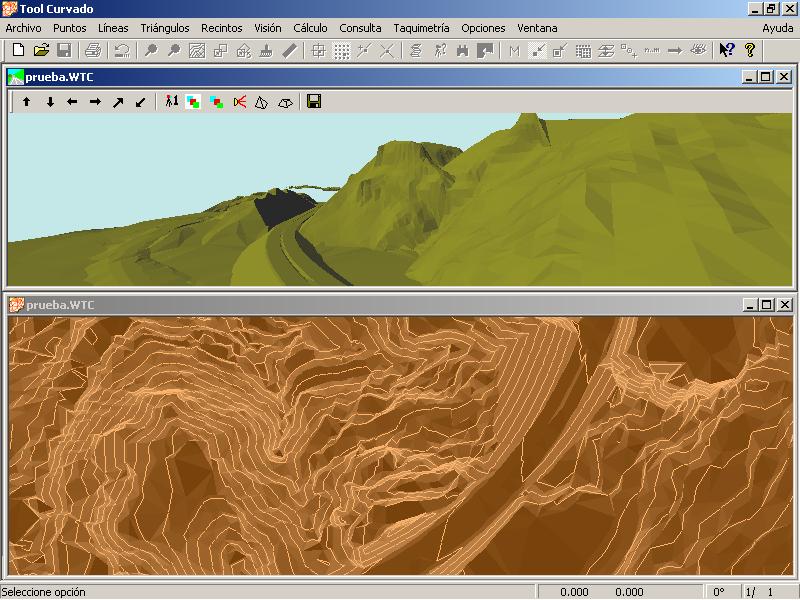 Tool Curvado
Archivo Puntos Líneas Triángulos Recintos Visión Cálculo Consulta Taquimetría Opciones Ventana Ayuda
M n..m
prueba.WTC
1
prueba.WTC
Seleccione opción 0.000 0.000 0° 1/ 1